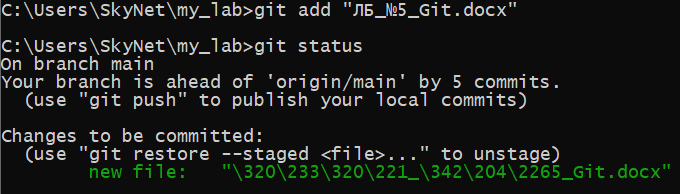 C:\Users\SkyNet\my_lab>git add "ЛБ_№5_Git.docx"
C:\Users\SkyNet\my_lab>git status
On branch main
Your branch is ahead of 'origin/main' by 5 commits.
(use "git push" to publish your local commits)
Changes to be committed:
(use "git restore --staged <file>..." to unstage)
new file:   "\320\233\320\221_\342\204\2265_Git.docx"